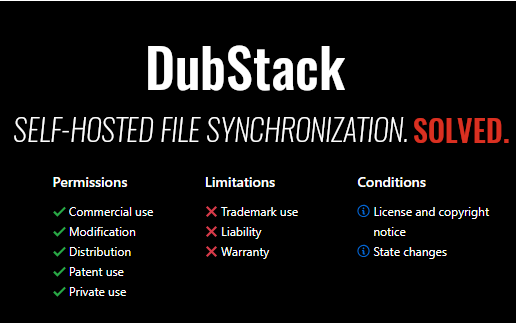 DubStack
SELF-HOSTED FILE SYNCHRONIZATION. SOLVED.
Permissions
Commercial use
Modification
Distribution
Patent use
Private use
Limitations
Trademark use
Liability
Warranty
Conditions
License and copyright
notice
State changes